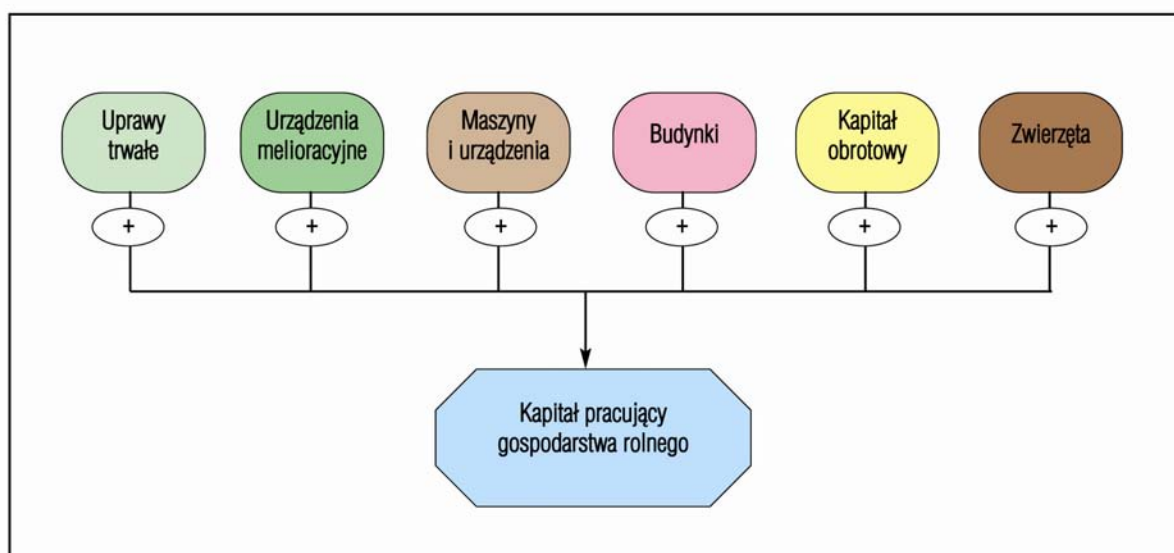 Uprawy
trwałe
Urządzenia
melioracyjne
Maszyny
i urządzenia
Budynki
Kapitał
obrotowy
Zwierzęta
+
+
+
+
+
+
Kapitał pracujący
gospodarstwa rolnego